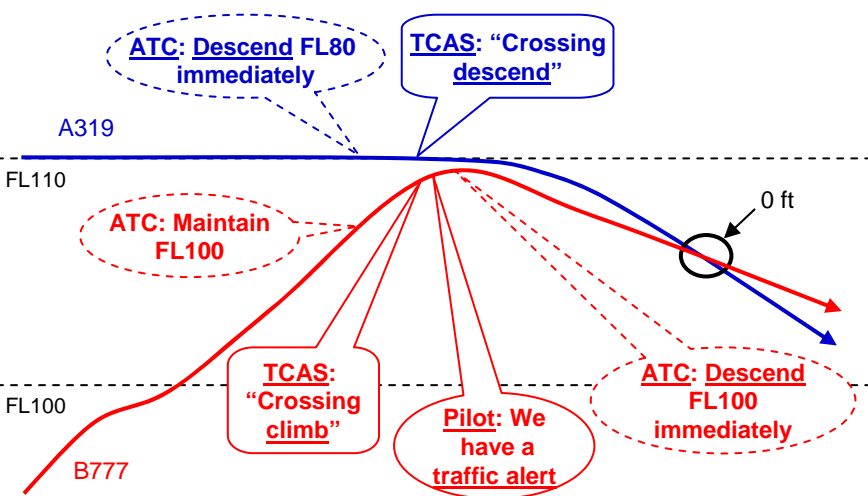 ATC: Descend FL80
immediately
TCAS: “Crossing
descend”
A319
FL110
0 ft
ATC: Maintain
FL100
TCAS:
“Crossing
climb”
Pilot: We
have a
traffic alert
ATC: Descend
FL100
immediately
FL100
B777